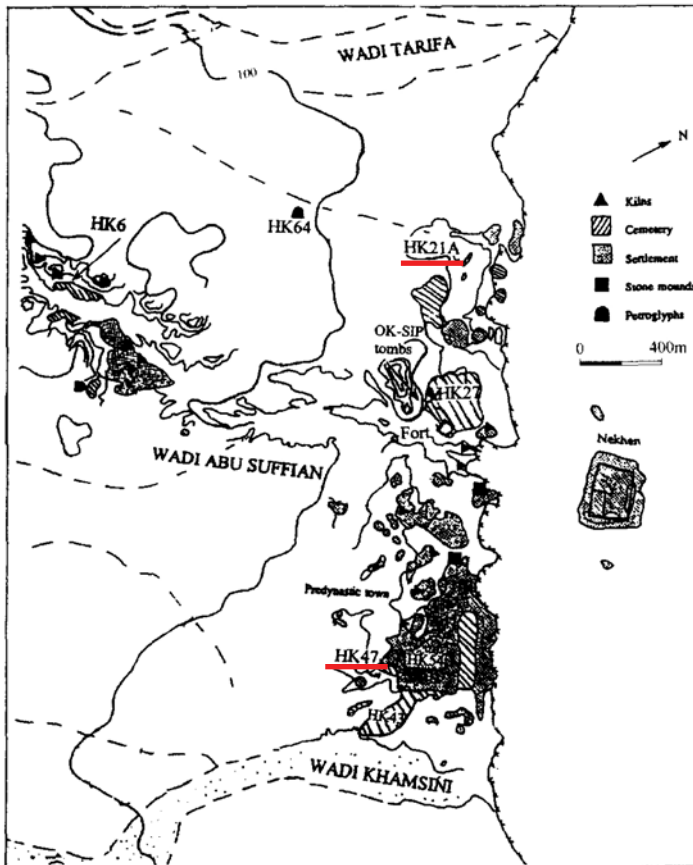 WADI TARIFA
100
N
HK6
HK64
HK21A
Kilns
Cemetery
Settlement
Stone mounds
Petroglyphs
0 400m
OK-SIP
tombs
HK27
Fort
WADI ABU SUFFIAN
Nekhen
Predynastic town
HK47
HK43
WADI KHAMSINI